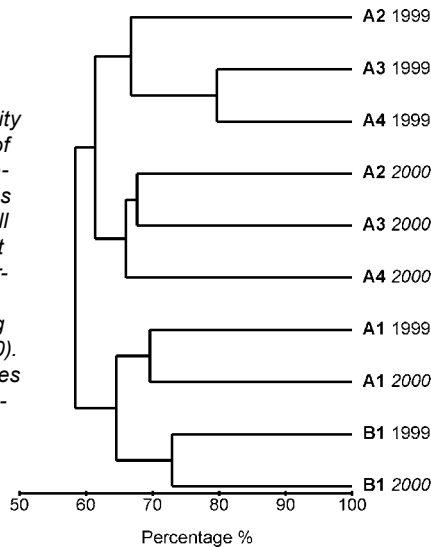 A2 1999
A3 1999
ity
A4 1999
of
-
s
A2 2000
ll
t
A3 2000
r-
A4 2000
g
A1 1999
0).
es
A1 2000
-
B1 1999
B1 2000
50 60 70 80 90 100
Percentage %